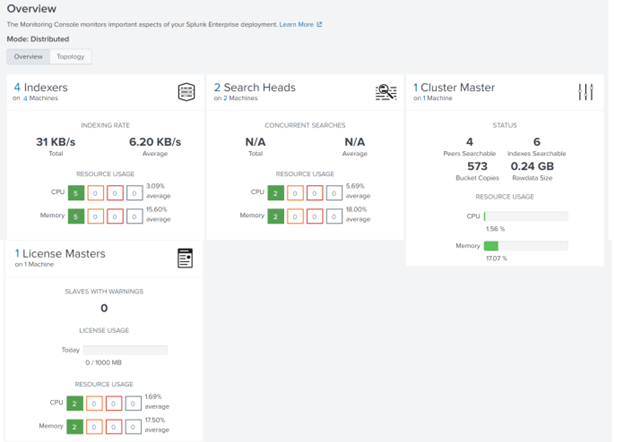 Overview
The Monitoring Console monitors important aspects of your Splunk Enterprise deployment. Learn More
Mode: Distributed
Overview Topology
4 Indexers
on 4 Machines
INDEXING RATE
31 KB/s 6.20 KB/s
Total Average
RESOURCE USAGE
CPU 5 0 0 0 3.09% average
Memory 5 0 0 0 15.60% average
2 Search Heads
on 2 Machines
CONCURRENT SEARCHES
N/A N/A
Total Average
RESOURCE USAGE
CPU 2 0 0 0 5.69% average
Memory 2 0 0 0 18.00% average
1 Cluster Master
on 1 Machine
STATUS
4 6
Peers Searchable Indexes Searchable
573 0.24 GB
Bucket Copies Rawdata Size
RESOURCE USAGE
CPU
1.56 %
Memory
17.07 %
1 License Masters
on 1 Machine
SLAVES WITH WARNINGS
0
LICENSE USAGE
Today
0 / 1000 MB
RESOURCE USAGE
CPU 2 0 0 0 1.69% average
Memory 2 0 0 0 17.50% average